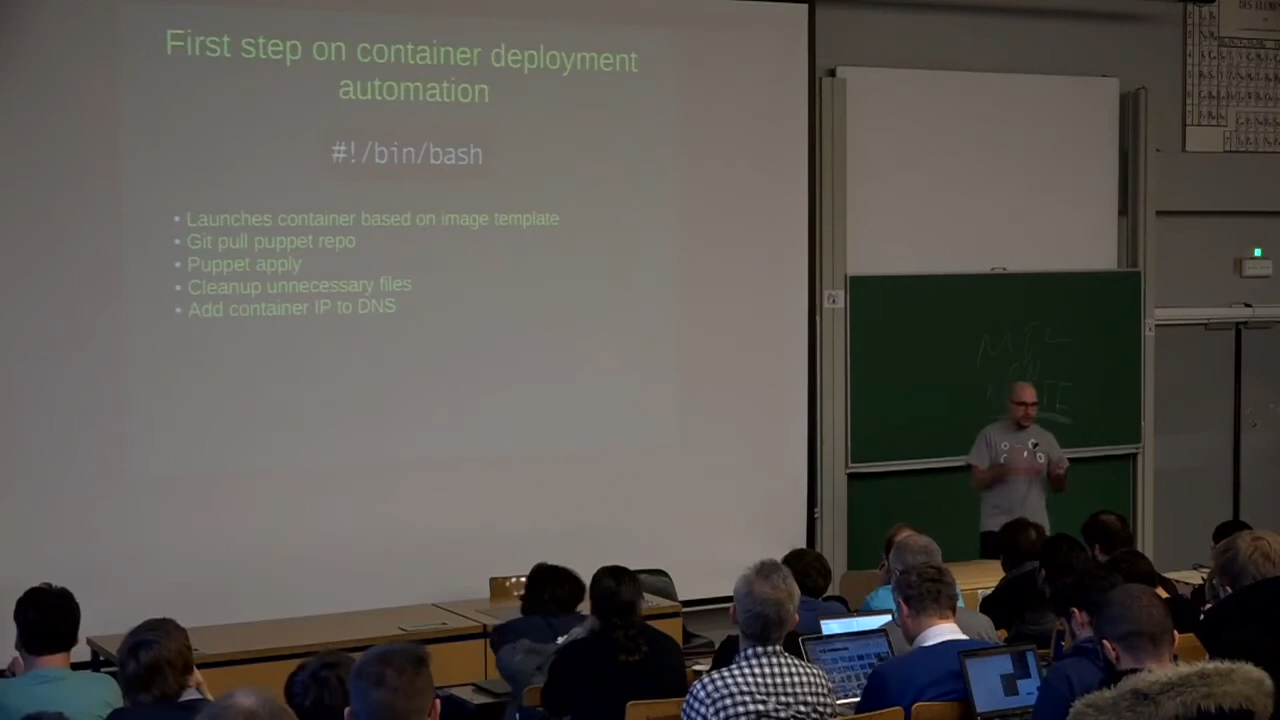 First step on container deployment
automation
#!/bin/bash
• Launches container based on image template
• Git pull puppet repo
• Puppet apply
• Cleanup unnecessary files
• Add container IP to DNS